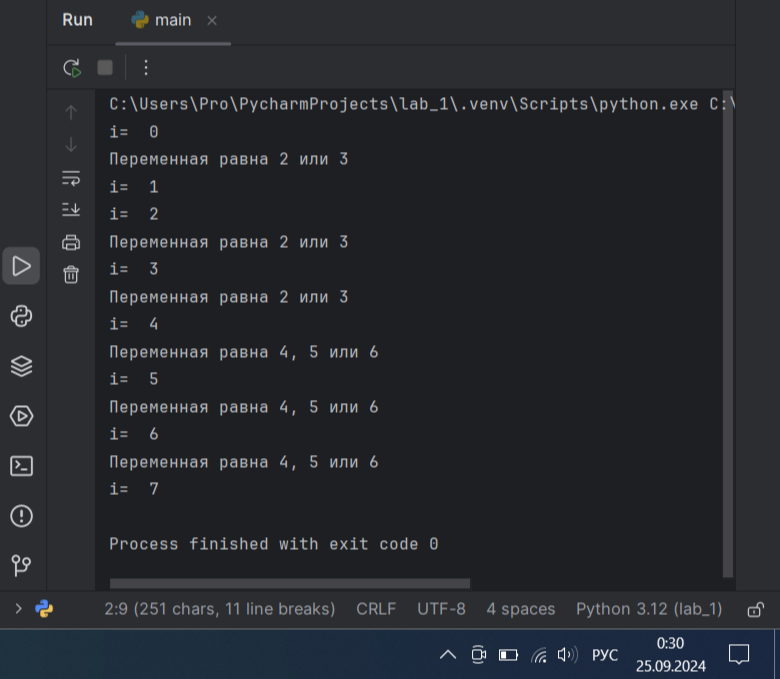 Run
main
C:\Users\Pro\PycharmProjects\lab_1\.venv\Scripts\python.exe C:\
i=  0
Переменная равна 2 или 3
i=  1
i=  2
Переменная равна 2 или 3
i=  3
Переменная равна 2 или 3
i=  4
Переменная равна 4, 5 или 6
i=  5
Переменная равна 4, 5 или 6
i=  6
Переменная равна 4, 5 или 6
i=  7
Process finished with exit code 0
2:9 (251 chars, 11 line breaks) CRLF UTF-8 4 spaces Python 3.12 (lab_1)
РУС
0:30
25.09.2024